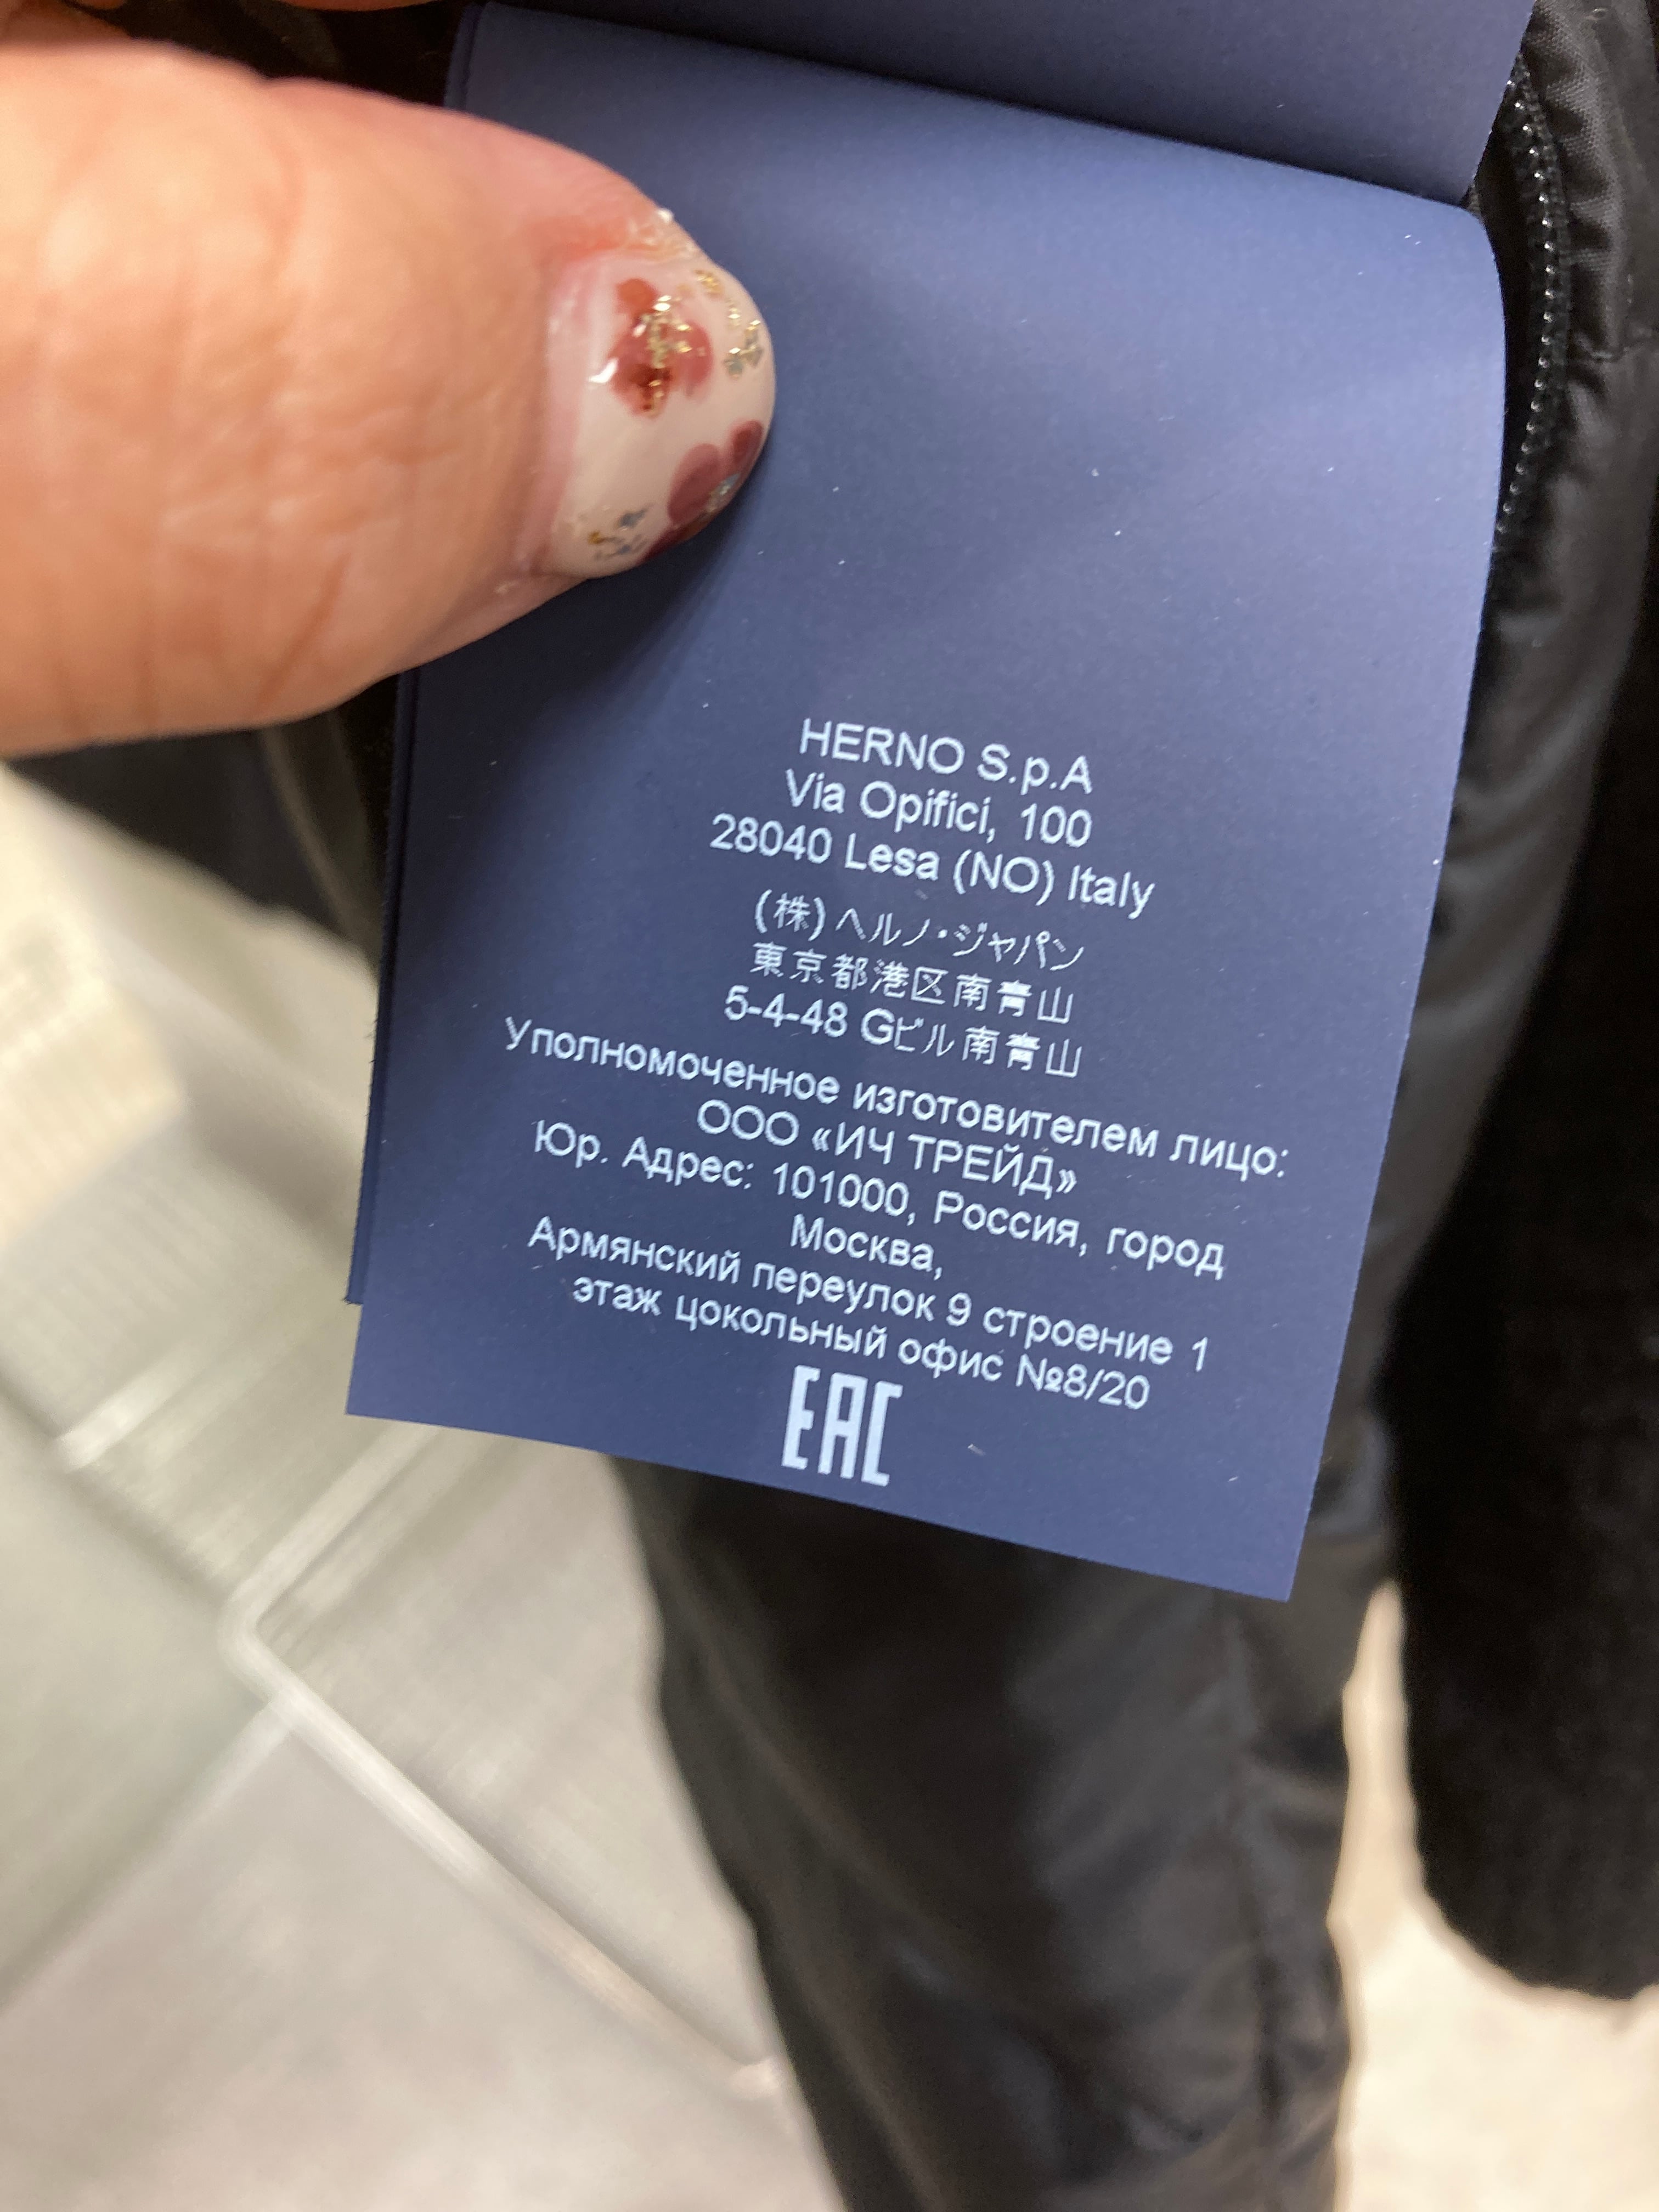 HERNO S.p.A
Via Opifici, 100
28040 Lesa (NO) Italy
(株)ヘルノ・ジャパン
東京都港区南青山
5-4-48 Gビル南青山
Уполномоченное изготовителем лицо:
ООО «ИЧ ТРЕЙД»
Юр. Адрес: 101000, Россия, город
Москва,
Армянский переулок 9 строение 1
этаж цокольный офис №8/20
EAC